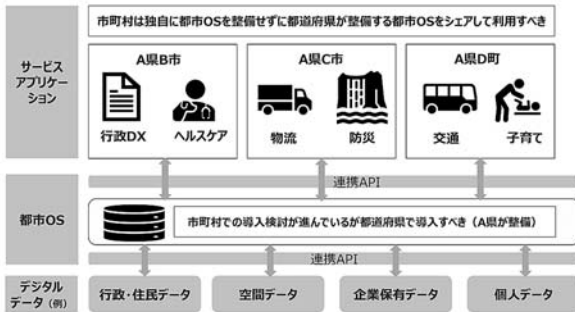 市町村は独自に都市OSを整備せずに都道府県が整備する都市OSをシェアして利用すべき
サービス
アプリケー
ション
A県B市
行政DX
ヘルスケア
A県C市
物流
防災
A県D町
交通
子育て
連携API
都市OS
市町村での導入検討が進んでいるが都道府県で導入すべき（A県が整備）
連携API
デジタル
データ（例）
行政・住民データ
空間データ
企業保有データ
個人データ